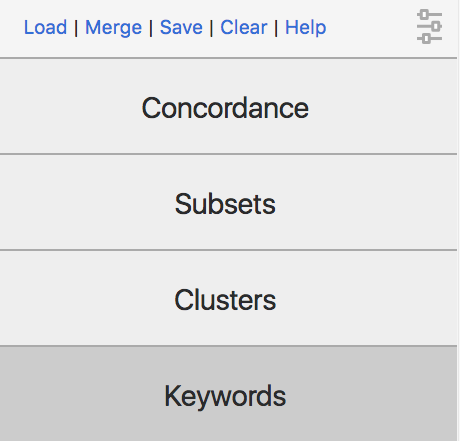 Load | Merge | Save | Clear | Help
Concordance
Subsets
Clusters
Keywords